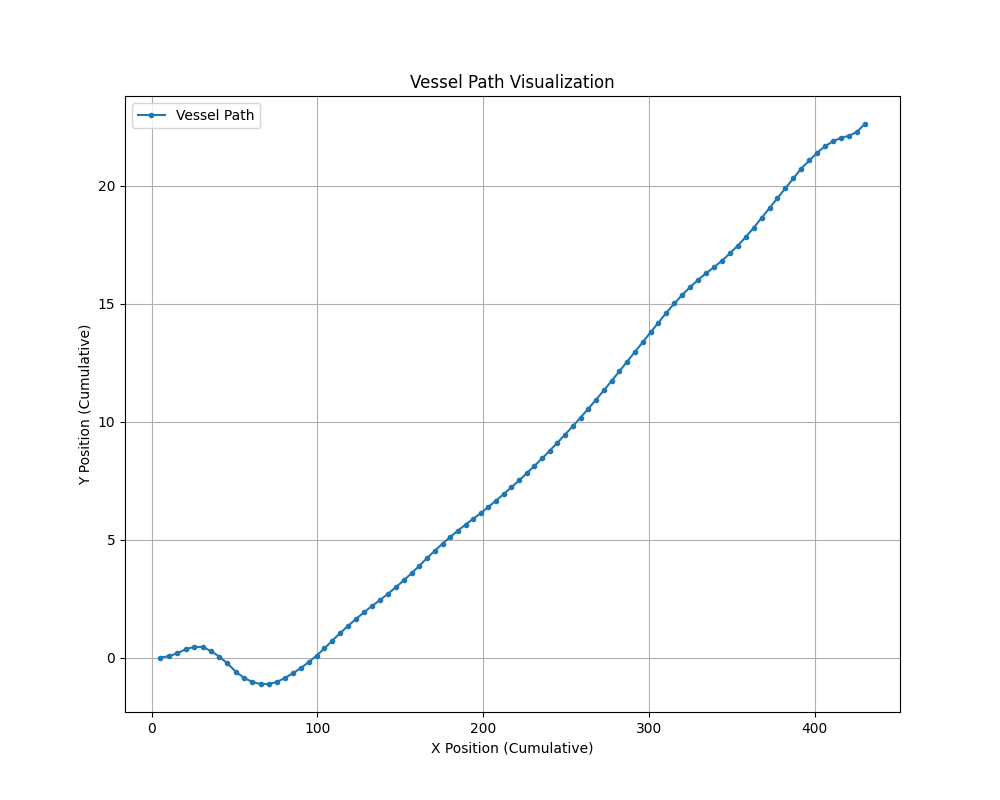 Vessel Path Visualization
Vessel Path
Y Position (Cumulative)
20
15
10
5
0
0 100 200 300 400
X Position (Cumulative)